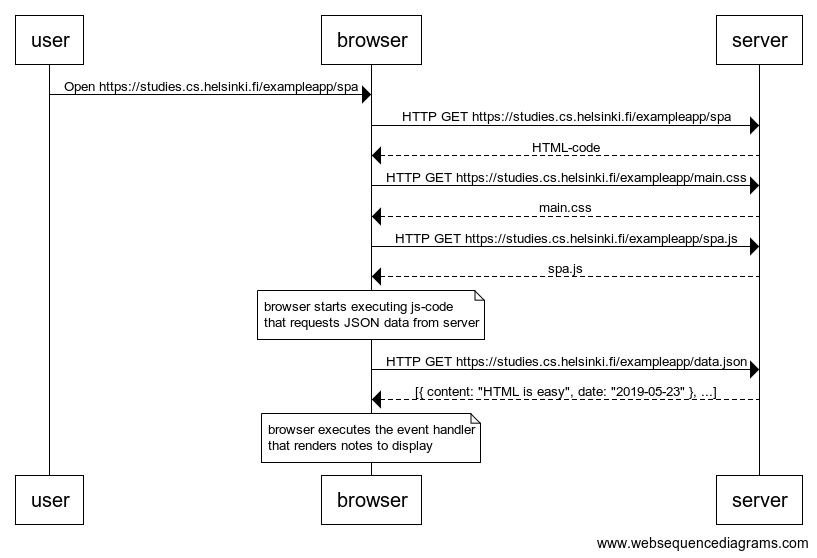 user
browser
server
Open https://studies.cs.helsinki.fi/exampleapp/spa
HTTP GET https://studies.cs.helsinki.fi/exampleapp/spa
HTML-code
HTTP GET https://studies.cs.helsinki.fi/exampleapp/main.css
main.css
HTTP GET https://studies.cs.helsinki.fi/exampleapp/spa.js
spa.js
browser starts executing js-code
that requests JSON data from server
HTTP GET https://studies.cs.helsinki.fi/exampleapp/data.json
[{ content: "HTML is easy", date: "2019-05-23" }, ...]
browser executes the event handler
that renders notes to display
user
browser
server
www.websequencediagrams.com